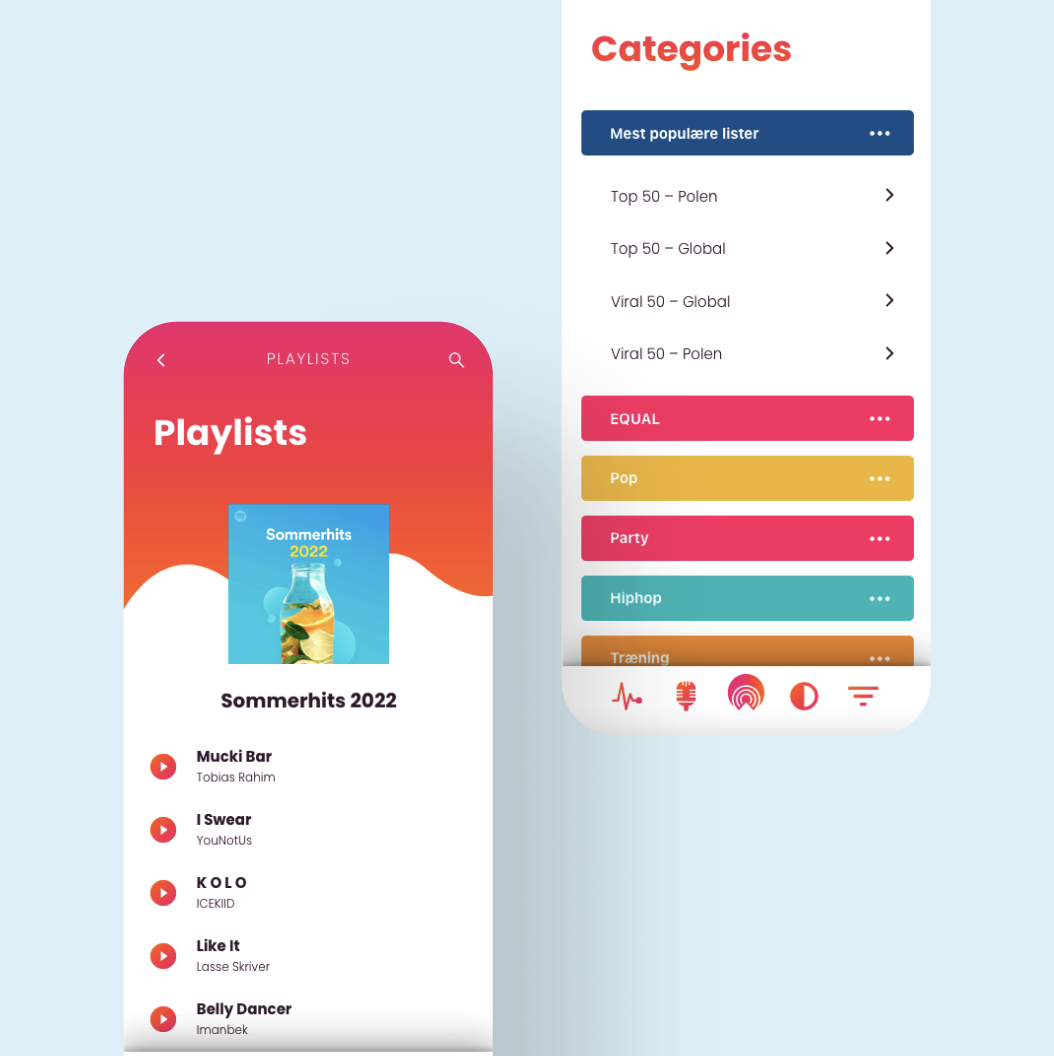 Categories
Mest populære lister
Top 50 – Polen
Top 50 – Global
Viral 50 – Global
Viral 50 – Polen
EQUAL
Pop
Party
Hiphop
Træning
PLAYLISTS
Playlists
Sommerhits
2022
Sommerhits 2022
Mucki Bar
Tobias Rahim
I Swear
YouNotUs
K O L O
ICEKIID
Like It
Lasse Skriver
Belly Dancer
Imanbek